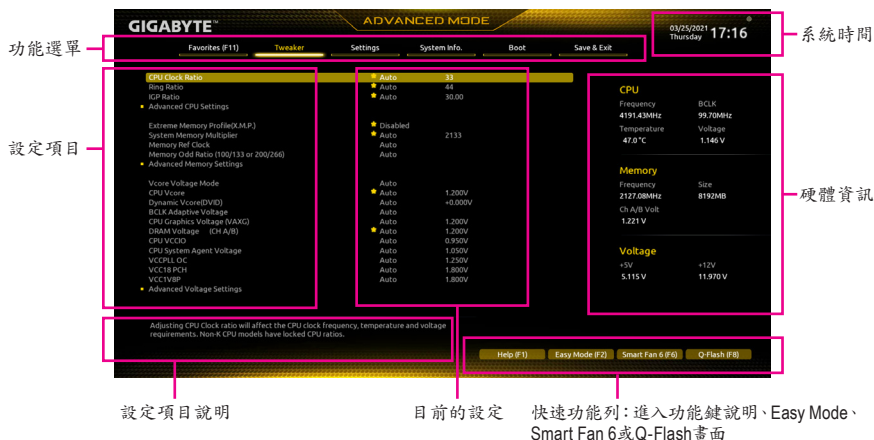 GIGABYTE™
ADVANCED MODE
03/25/2021
Thursday
17:16
系統時間
功能選單
Favorites (F11) Tweaker Settings System Info. Boot Save & Exit
設定項目
CPU Clock Ratio Auto 33
Ring Ratio Auto 44
IGP Ratio Auto 30.00
Advanced CPU Settings
Extreme Memory Profile(X.M.P.) Disabled
System Memory Multiplier Auto 2133
Memory Ref Clock Auto
Memory Odd Ratio (100/133 or 200/266) Auto
Advanced Memory Settings
Vcore Voltage Mode Auto
CPU Vcore Auto 1.200V
Dynamic Vcore(DVID) Auto +0.000V
BCLK Adaptive Voltage Auto
CPU Graphics Voltage (VAXG) Auto 1.200V
DRAM Voltage (CH A/B) Auto 1.200V
CPU VCCIO Auto 0.950V
CPU System Agent Voltage Auto 1.050V
VCCPLL OC Auto 1.250V
VCC18 PCH Auto 1.800V
VCC1V8P Auto 1.800V
Advanced Voltage Settings
CPU
Frequency BCLK
4191.43MHz 99.70MHz
Temperature Voltage
47.0°C 1.146 V
Memory
Frequency Size
2127.08MHz 8192MB
Ch A/B Volt
1.221 V
Voltage
+5V +12V
5.115 V 11.970 V
硬體資訊
Adjusting CPU Clock ratio will affect the CPU clock frequency, temperature and voltage
requirements. Non-K CPU models have locked CPU ratios.
Help (F1) Easy Mode (F2) Smart Fan 6 (F6) Q-Flash (F8)
設定項目說明
目前的設定
快速功能列：進入功能鍵說明、Easy Mode、
Smart Fan 6或Q-Flash畫面